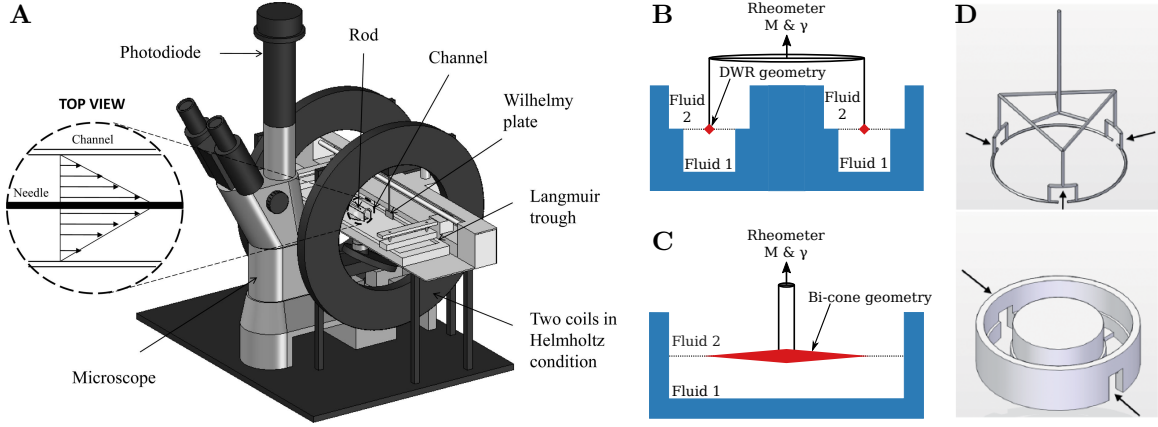 A
Photodiode
Rod
Channel
Wilhelmy
plate
Langmuir
trough
Two coils in
Helmholtz
condition
Microscope
TOP VIEW
Channel
Needle
B
Rheometer
M & γ
DWR geometry
Fluid
2
Fluid
2
Fluid 1
Fluid 1
C
Rheometer
M & γ
Bi-cone geometry
Fluid 2
Fluid 1
D